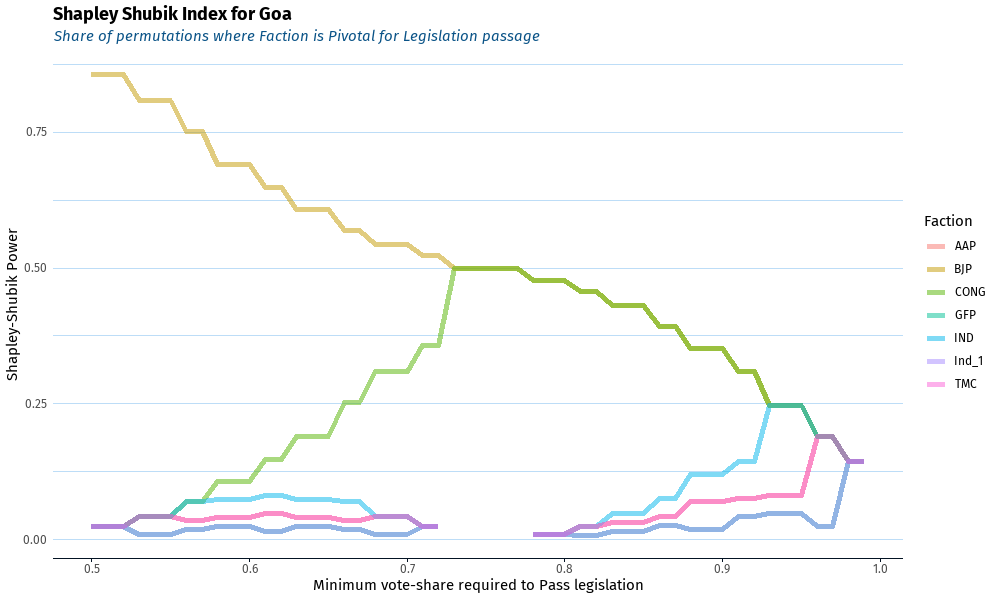 Shapley Shubik Index for Goa
Share of permutations where Faction is Pivotal for Legislation passage
Shapley-Shubik Power
0.75
0.50
0.25
0.00
0.5 0.6 0.7 0.8 0.9 1.0
Minimum vote-share required to Pass legislation
Faction
AAP
BJP
CONG
GFP
IND
Ind_1
TMC